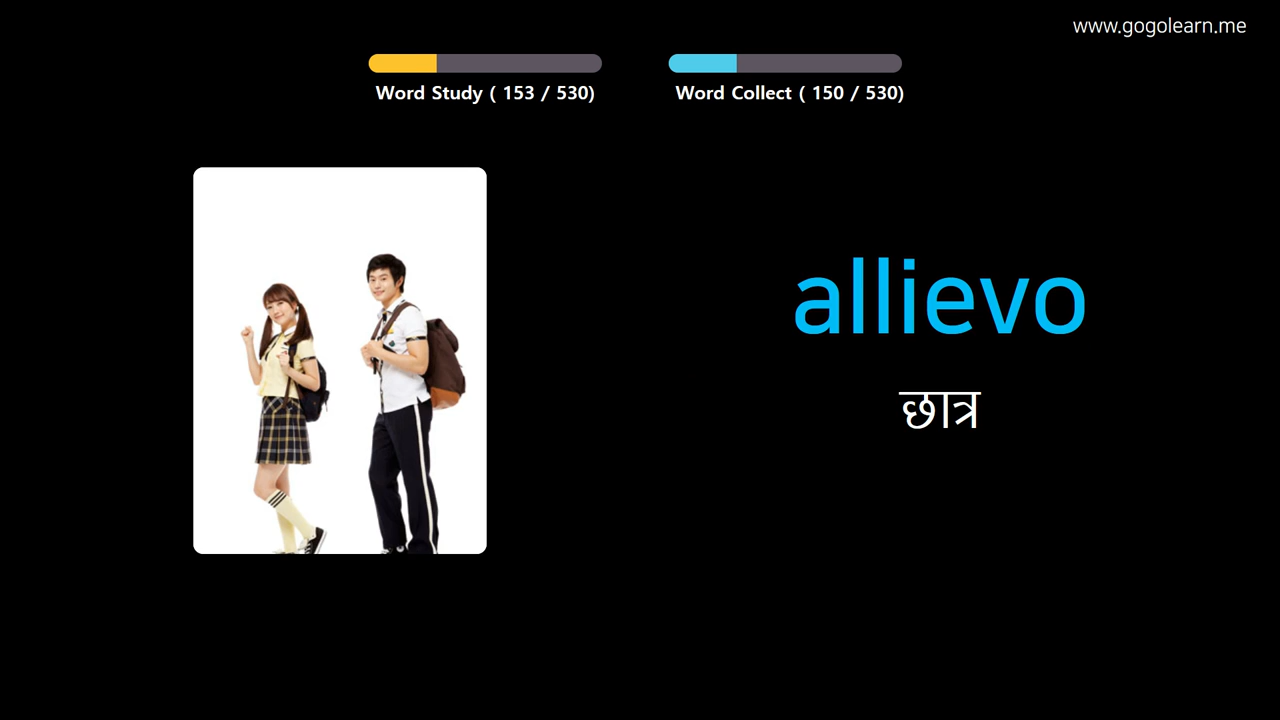 www.gogolearn.me
Word Study ( 153 / 530)
Word Collect ( 150 / 530)
allievo
छात्र